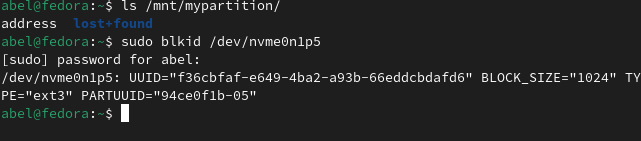 abel@fedora:~$ ls /mnt/mypartition/
address  lost+found
abel@fedora:~$ sudo blkid /dev/nvme0n1p5
[sudo] password for abel:
/dev/nvme0n1p5: UUID="f36cbfaf-e649-4ba2-a93b-66eddcbdafd6" BLOCK_SIZE="1024" TY
PE="ext3" PARTUUID="94ce0f1b-05"
abel@fedora:~$